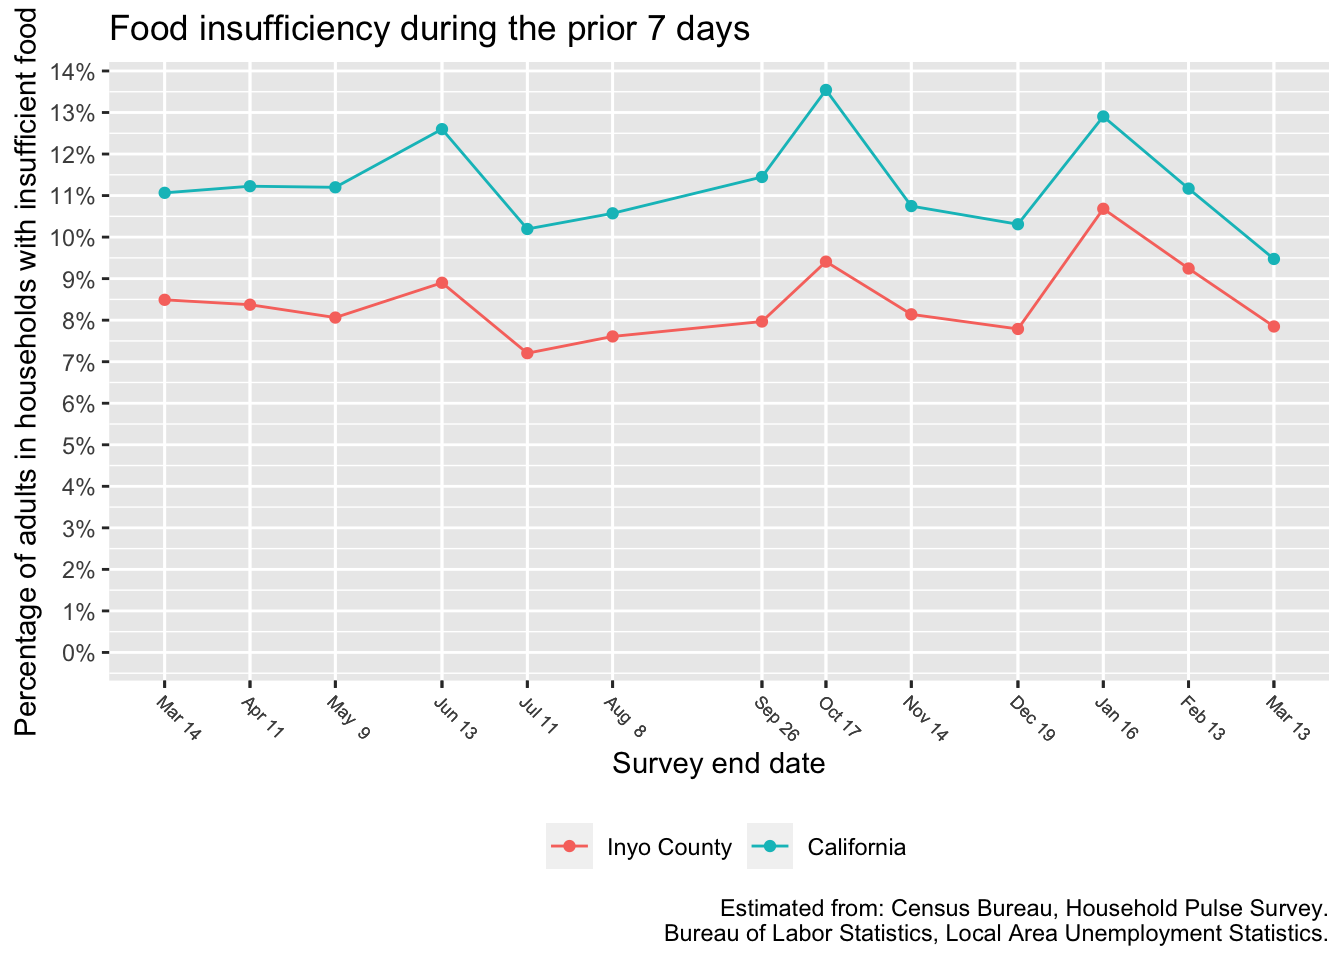 Food insufficiency during the prior 7 days
Percentage of adults in households with insufficient food
14%
13%
12%
11%
10%
9%
8%
7%
6%
5%
4%
3%
2%
1%
0%
Mar 14
Apr 11
May 9
Jun 13
Jul 11
Aug 8
Sep 26
Oct 17
Nov 14
Dec 19
Jan 16
Feb 13
Mar 13
Survey end date
Inyo County
California
Estimated from: Census Bureau, Household Pulse Survey.
Bureau of Labor Statistics, Local Area Unemployment Statistics.